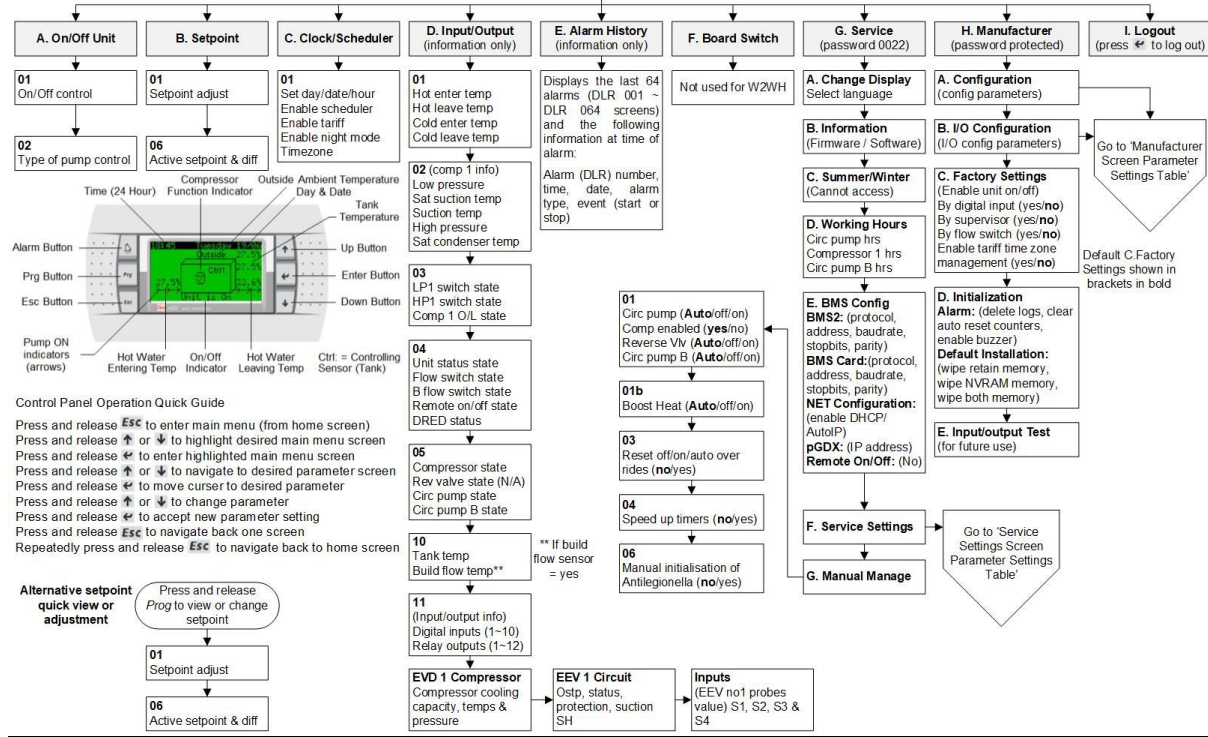 A. On/Off Unit
B. Setpoint
C. Clock/Scheduler
D. Input/Output
(information only)
E. Alarm History
(information only)
F. Board Switch
G. Service
(password 0022)
H. Manufacturer
(password protected)
I. Logout
(press ↵ to log out)
01
On/Off control
02
Type of pump control
01
Setpoint adjust
06
Active setpoint & diff
01
Set day/date/hour
Enable scheduler
Enable tariff
Enable night mode
Timezone
01
Hot enter temp
Hot leave temp
Cold enter temp
Cold leave temp
02 (comp 1 info)
Low pressure
Sat suction temp
Suction temp
High pressure
Sat condenser temp
03
LP1 switch state
HP1 switch state
Comp 1 O/L state
04
Unit status state
Flow switch state
B flow switch state
Remote on/off state
DRED status
05
Compressor state
Rev valve state (N/A)
Circ pump state
Circ pump B state
10
Tank temp
Build flow temp**
** If build
flow sensor
= yes
11
(Input/output info)
Digital inputs (1~10)
Relay outputs (1~12)
EVD 1 Compressor
Compressor cooling
capacity, temps &
pressure
EEV 1 Circuit
Ostp, status,
protection, suction
SH
Inputs
(EEV no1 probes
value) S1, S2, S3 &
S4
Displays the last 64
alarms (DLR 001 ~
DLR 064 screens)
and the following
information at time of
alarm:
Alarm (DLR) number,
time, date, alarm
type, event (start or
stop)
Not used for W2WH
A. Change Display
Select language
B. Information
(Firmware / Software)
C. Summer/Winter
(Cannot access)
D. Working Hours
Circ pump hrs
Compressor 1 hrs
Circ pump B hrs
E. BMS Config
BMS2: (protocol,
address, baudrate,
stopbits, parity)
BMS Card:(protocol,
address, baudrate,
stopbits, parity)
NET Configuration:
(enable DHCP/
AutoIP)
pGDX: (IP address)
Remote On/Off: (No)
F. Service Settings
G. Manual Manage
Go to 'Service
Settings Screen
Parameter Settings
Table'
01
Circ pump (Auto/off/on)
Comp enabled (yes/no)
Reverse Vlv (Auto/off/on)
Circ pump B (Auto/off/on)
01b
Boost Heat (Auto/off/on)
03
Reset off/on/auto over
rides (no/yes)
04
Speed up timers (no/yes)
06
Manual initialisation of
Antilegionella (no/yes)
A. Configuration
(config parameters)
B. I/O Configuration
(I/O config parameters)
C. Factory Settings
(Enable unit on/off)
By digital input (yes/no)
By supervisor (yes/no)
By flow switch (yes/no)
Enable tariff time zone
management (yes/no)
D. Initialization
Alarm: (delete logs, clear
auto reset counters,
enable buzzer)
Default Installation:
(wipe retain memory,
wipe NVRAM memory,
wipe both memory)
E. Input/output Test
(for future use)
Go to 'Manufacturer
Screen Parameter
Settings Table'
Default C.Factory
Settings shown in
brackets in bold
Time (24 Hour)
Compressor
Function Indicator
Outside Ambient Temperature
Day & Date
Tank
Temperature
Alarm Button
Prg Button
Esc Button
Up Button
Enter Button
Down Button
Prg
Esc
Tuesday
Outside:
27.5
27.5
Ctrl:
27.5
Unit is On
Pump ON
indicators
(arrows)
Hot Water
Entering Temp
On/Off
Indicator
Hot Water
Leaving Temp
Ctrl: = Controlling
Sensor (Tank)
Control Panel Operation Quick Guide
Press and release Esc to enter main menu (from home screen)
Press and release ↑ or ↓ to highlight desired main menu screen
Press and release ↵ to enter highlighted main menu screen
Press and release ↑ or ↓ to navigate to desired parameter screen
Press and release ↵ to move curser to desired parameter
Press and release ↑ or ↓ to change parameter
Press and release ↵ to accept new parameter setting
Press and release Esc to navigate back one screen
Repeatedly press and release Esc to navigate back to home screen
Alternative setpoint
quick view or
adjustment
Press and release
Prog to view or change
setpoint
01
Setpoint adjust
06
Active setpoint & diff